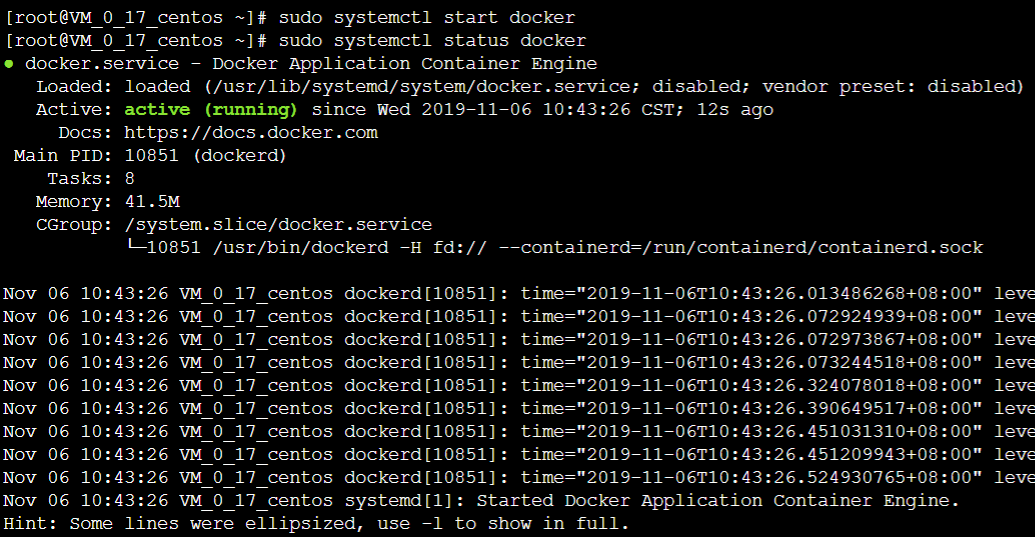 [root@VM_0_17_centos ~]# sudo systemctl start docker
[root@VM_0_17_centos ~]# sudo systemctl status docker
● docker.service - Docker Application Container Engine
   Loaded: loaded (/usr/lib/systemd/system/docker.service; disabled; vendor preset: disabled)
   Active: active (running) since Wed 2019-11-06 10:43:26 CST; 12s ago
     Docs: https://docs.docker.com
 Main PID: 10851 (dockerd)
    Tasks: 8
   Memory: 41.5M
   CGroup: /system.slice/docker.service
           └─10851 /usr/bin/dockerd -H fd:// --containerd=/run/containerd/containerd.sock

Nov 06 10:43:26 VM_0_17_centos dockerd[10851]: time="2019-11-06T10:43:26.013486268+08:00" leve
Nov 06 10:43:26 VM_0_17_centos dockerd[10851]: time="2019-11-06T10:43:26.072924939+08:00" leve
Nov 06 10:43:26 VM_0_17_centos dockerd[10851]: time="2019-11-06T10:43:26.072973867+08:00" leve
Nov 06 10:43:26 VM_0_17_centos dockerd[10851]: time="2019-11-06T10:43:26.073244518+08:00" leve
Nov 06 10:43:26 VM_0_17_centos dockerd[10851]: time="2019-11-06T10:43:26.324078018+08:00" leve
Nov 06 10:43:26 VM_0_17_centos dockerd[10851]: time="2019-11-06T10:43:26.390649517+08:00" leve
Nov 06 10:43:26 VM_0_17_centos dockerd[10851]: time="2019-11-06T10:43:26.451031310+08:00" leve
Nov 06 10:43:26 VM_0_17_centos dockerd[10851]: time="2019-11-06T10:43:26.451209943+08:00" leve
Nov 06 10:43:26 VM_0_17_centos dockerd[10851]: time="2019-11-06T10:43:26.524930765+08:00" leve
Nov 06 10:43:26 VM_0_17_centos systemd[1]: Started Docker Application Container Engine.
Hint: Some lines were ellipsized, use -l to show in full.